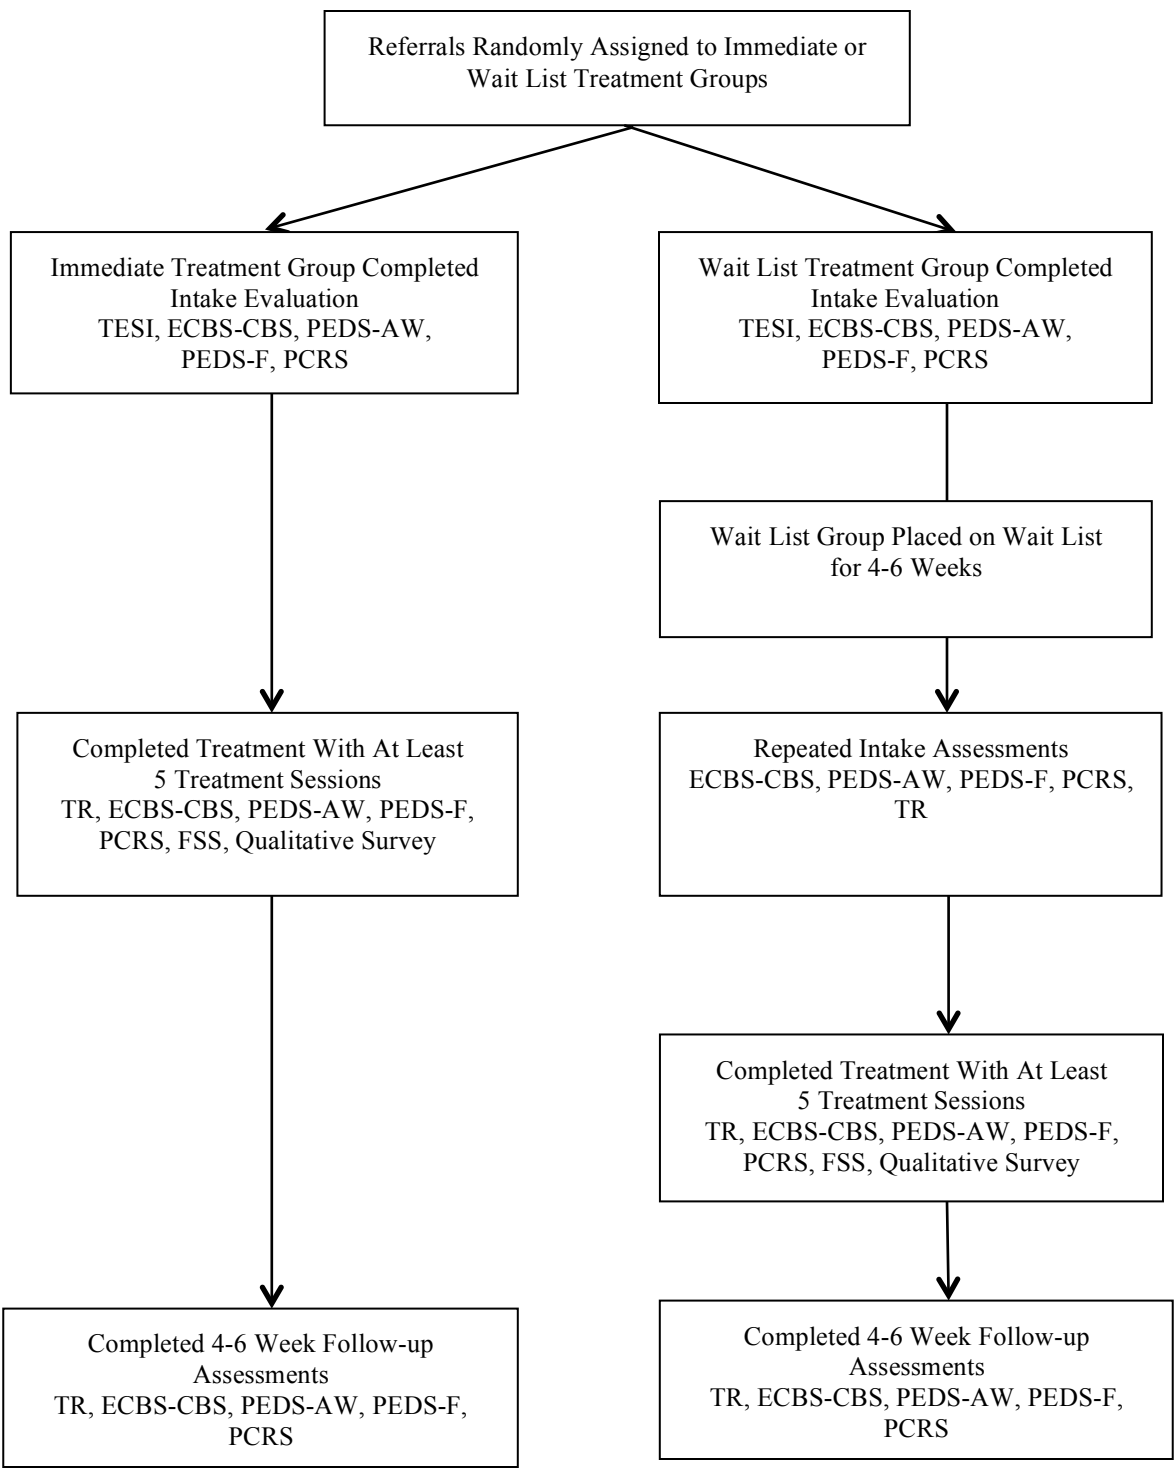 Referrals Randomly Assigned to Immediate or
Wait List Treatment Groups
Immediate Treatment Group Completed
Intake Evaluation
TESI, ECBS-CBS, PEDS-AW,
PEDS-F, PCRS
Wait List Treatment Group Completed
Intake Evaluation
TESI, ECBS-CBS, PEDS-AW,
PEDS-F, PCRS
Wait List Group Placed on Wait List
for 4-6 Weeks
Completed Treatment With At Least
5 Treatment Sessions
TR, ECBS-CBS, PEDS-AW, PEDS-F,
PCRS, FSS, Qualitative Survey
Repeated Intake Assessments
ECBS-CBS, PEDS-AW, PEDS-F, PCRS,
TR
Completed Treatment With At Least
5 Treatment Sessions
TR, ECBS-CBS, PEDS-AW, PEDS-F,
PCRS, FSS, Qualitative Survey
Completed 4-6 Week Follow-up
Assessments
TR, ECBS-CBS, PEDS-AW, PEDS-F,
PCRS
Completed 4-6 Week Follow-up
Assessments
TR, ECBS-CBS, PEDS-AW, PEDS-F,
PCRS